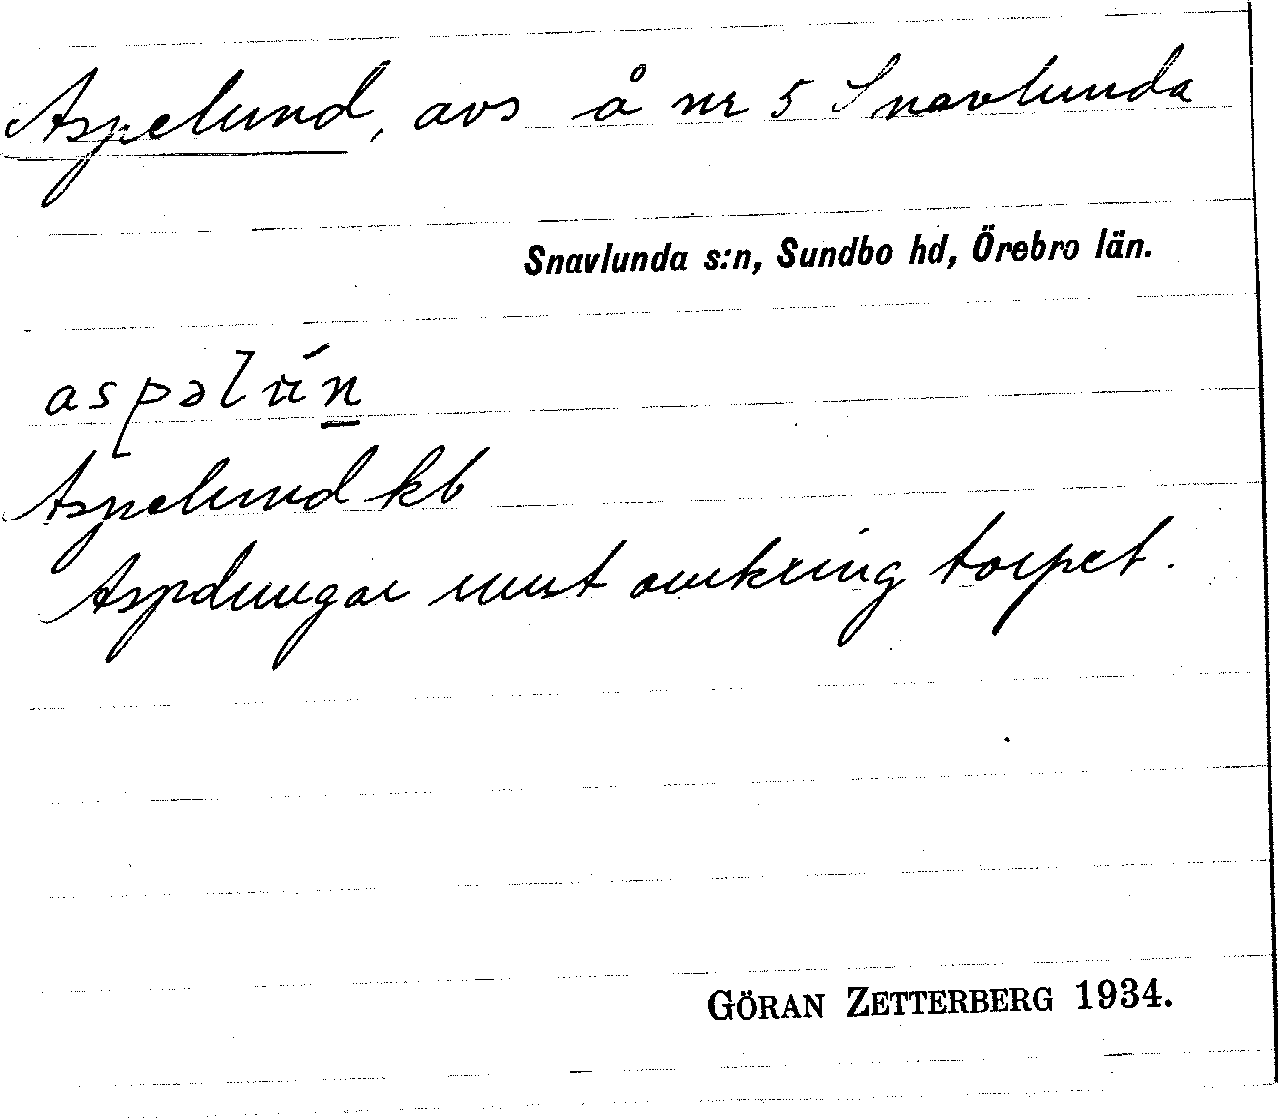 Aspelund, avs å nr 5 Snavlunda
Snavlunda s:n, Sundbo hd, Örebro län.
aspəlún
Aspelund kb
Aspdungar runt omkring torpet.
GÖRAN ZETTERBERG 1934.